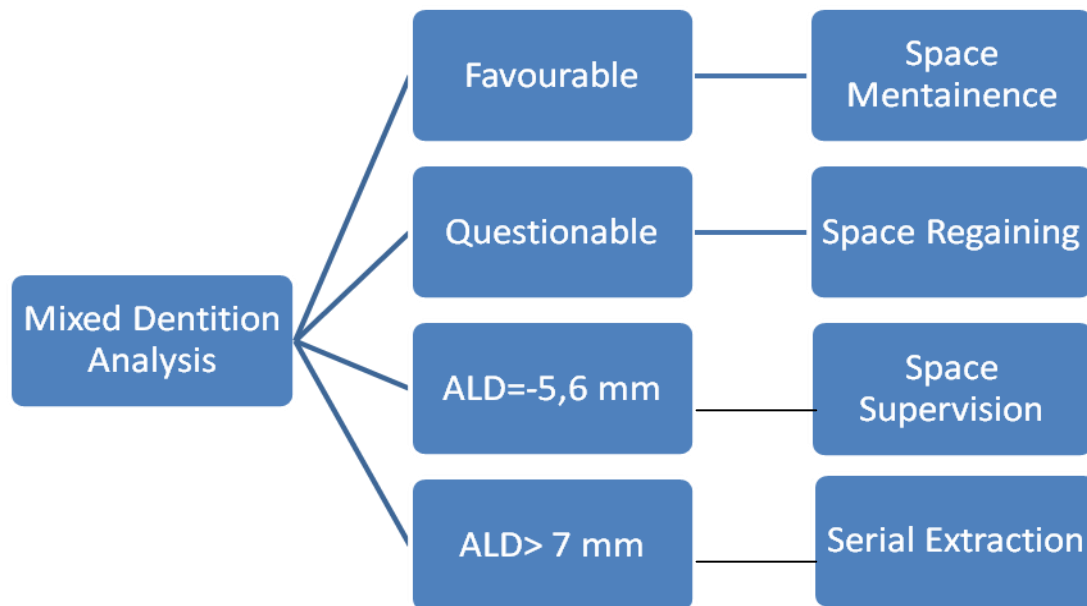 Mixed Dentition
Analysis
Favourable
Space
Mentainence
Questionable
Space Regaining
ALD=-5,6 mm
Space
Supervision
ALD> 7 mm
Serial Extraction